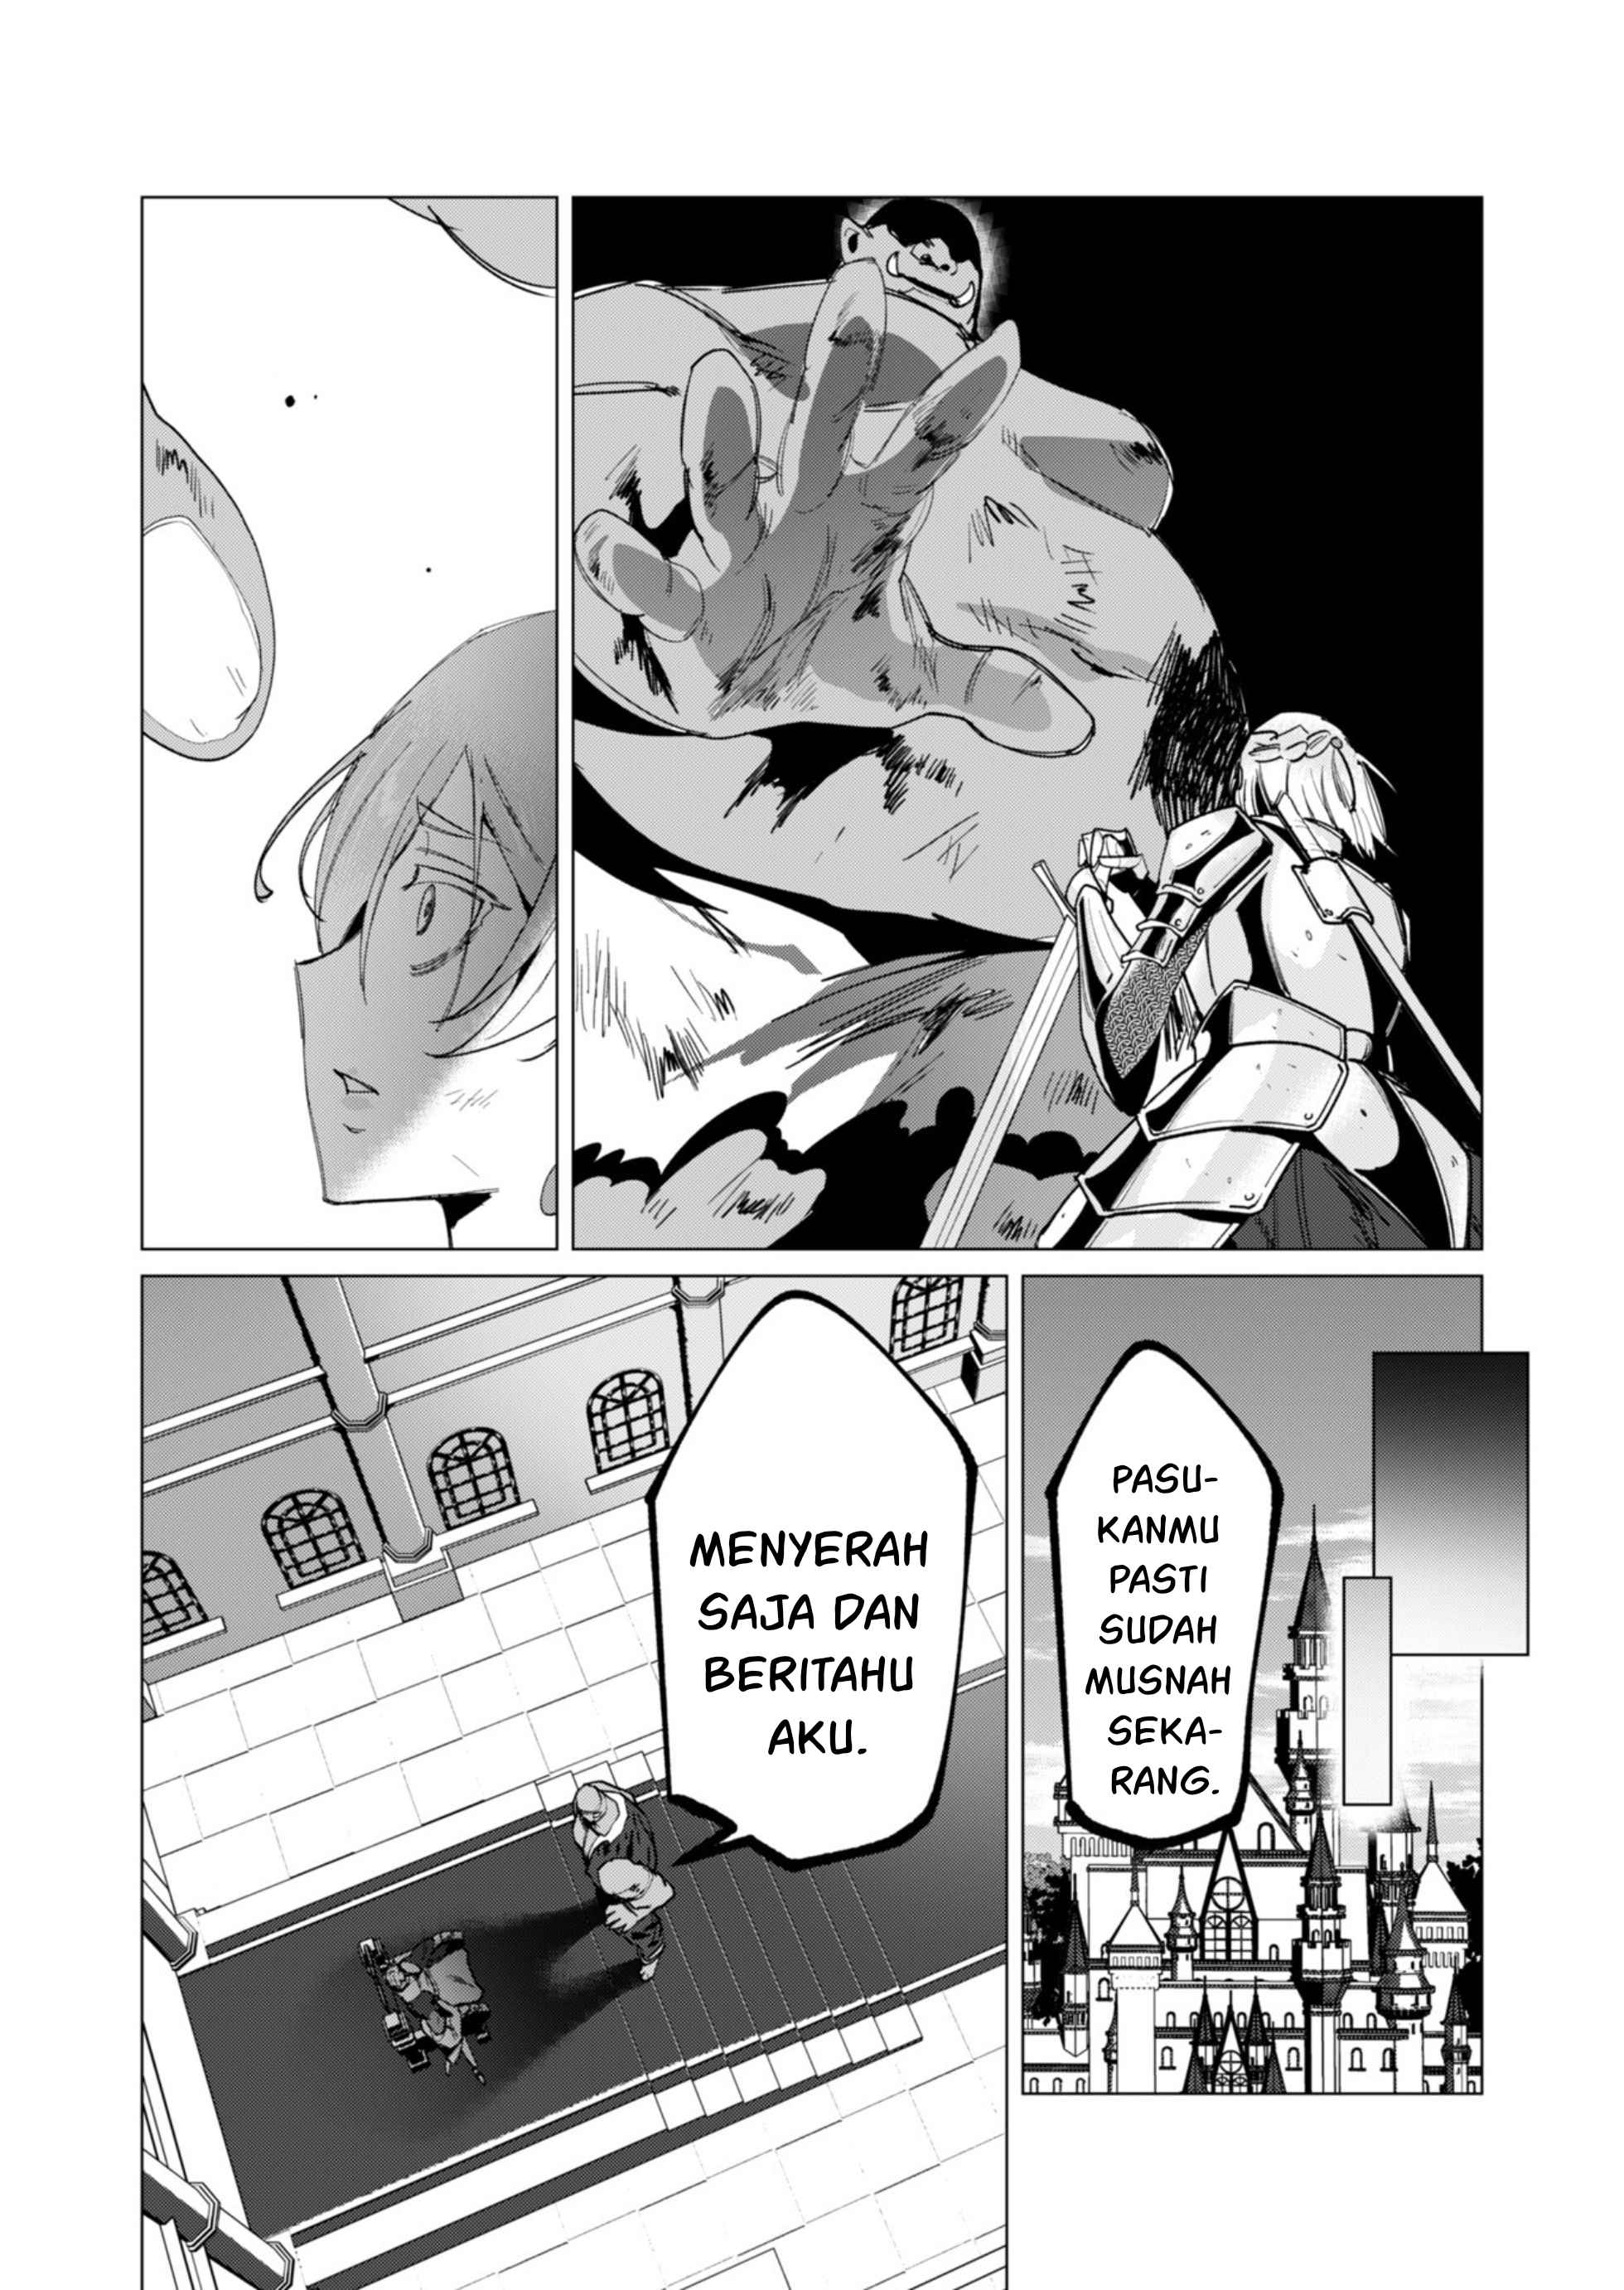 PASU-
KANMU
PASTI
SUDAH
MUSNAH
SEKA-
RANG.
MENYERAH
SAJA DAN
BERITAHU
AKU.